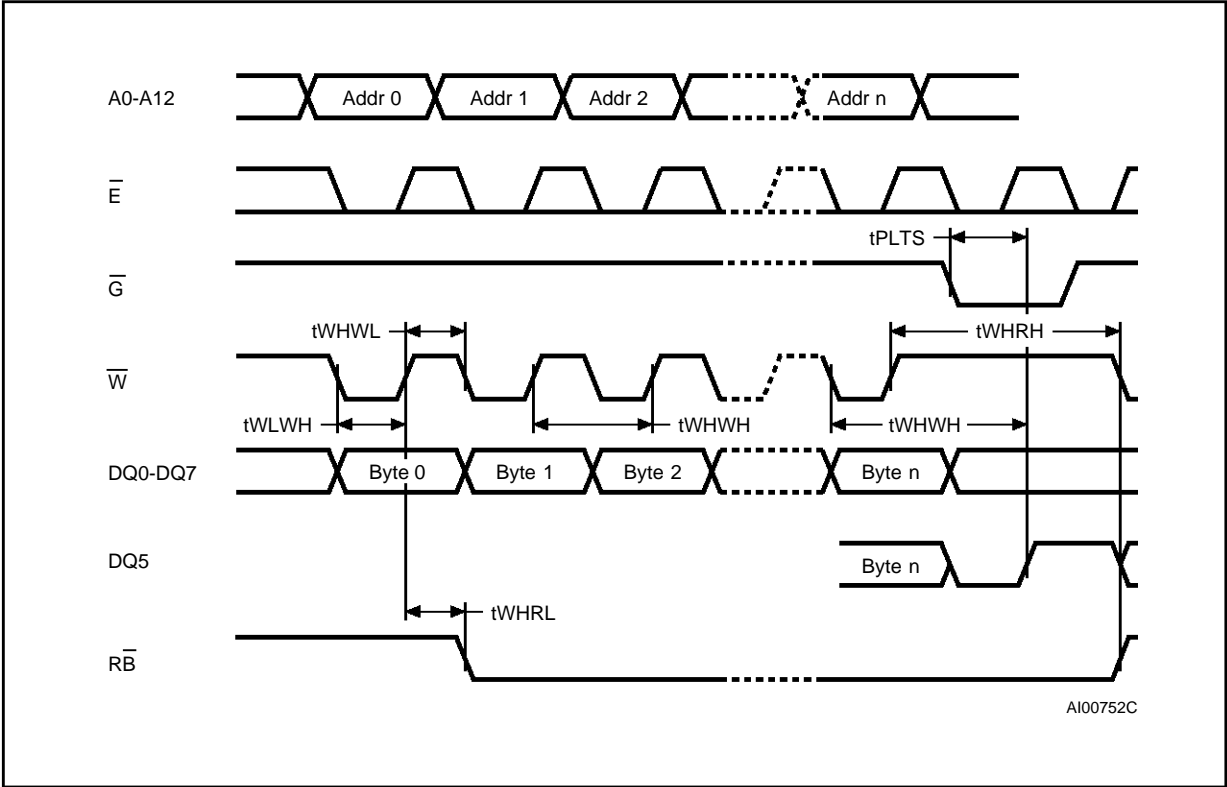 A0-A12
Addr 0 Addr 1 Addr 2 Addr n
E̅
tPLTS
G̅
tWHWL
tWHRH
W̅
tWLWH
tWHWH
tWHWH
DQ0-DQ7
Byte 0 Byte 1 Byte 2 Byte n
DQ5
Byte n
tWHRL
RB̅
AI00752C